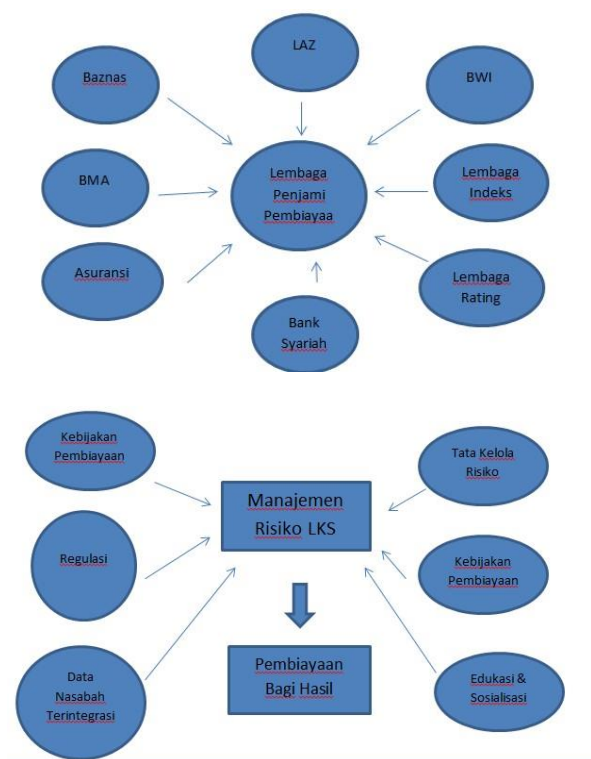 LAZ
Baznas
BWI
BMA
Lembaga
Penjami
Pembiayaa
Lembaga
Indeks
Asuransi
Lembaga
Rating
Bank
Syariah
Kebijakan
Pembiayaan
Tata Kelola
Risiko
Manajemen
Risiko LKS
Regulasi
Kebijakan
Pembiayaan
Pembiayaan
Bagi Hasil
Data
Nasabah
Terintegrasi
Edukasi &
Sosialisasi